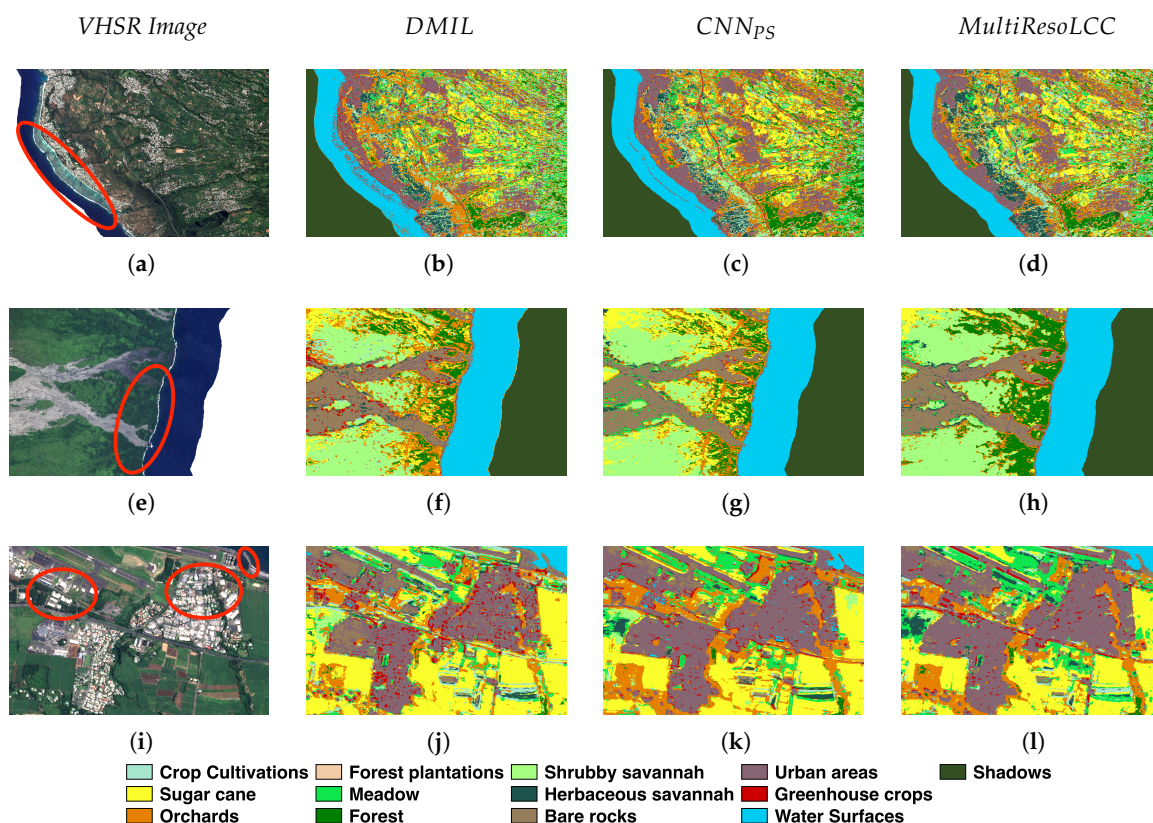 VHSR Image DMIL CNN_PS MultiResoLCC
(a) (b) (c) (d)
(e) (f) (g) (h)
(i) (j) (k) (l)
Crop Cultivations Forest plantations Shrubby savannah Urban areas Shadows
Sugar cane Meadow Herbaceous savannah Greenhouse crops
Orchards Forest Bare rocks Water Surfaces